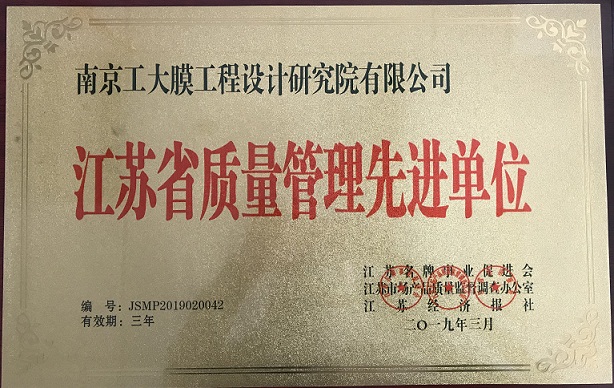 南京工大膜工程设计研究院有限公司
江苏省质量管理先进单位
江苏名牌事业促进会
江苏市场产品质量监督调查办公室
江苏经济报社
二〇一九年三月
编 号：JSMP2019020042
有效期：三年